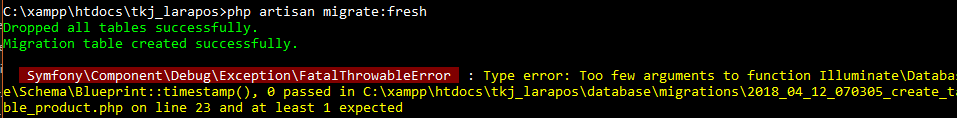 C:\xampp\htdocs\tkj_larapos>php artisan migrate:fresh
Dropped all tables successfully.
Migration table created successfully.
Symfony\Component\Debug\Exception\FatalThrowableError : Type error: Too few arguments to function Illuminate\Databas
e\Schema\Blueprint::timestamp(), 0 passed in C:\xampp\htdocs\tkj_larapos\database\migrations\2018_04_12_070305_create_ta
ble_product.php on line 23 and at least 1 expected